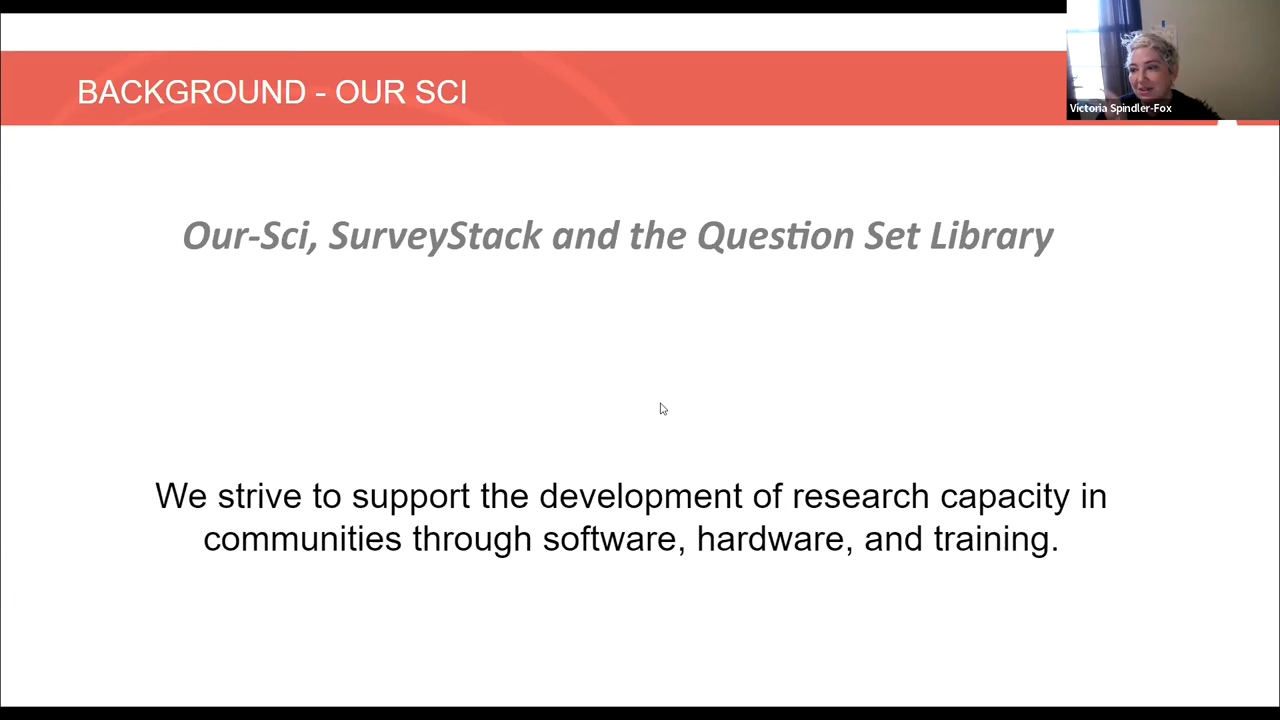 BACKGROUND - OUR SCI
Victoria Spindler-Fox
Our-Sci, SurveyStack and the Question Set Library
We strive to support the development of research capacity in
communities through software, hardware, and training.